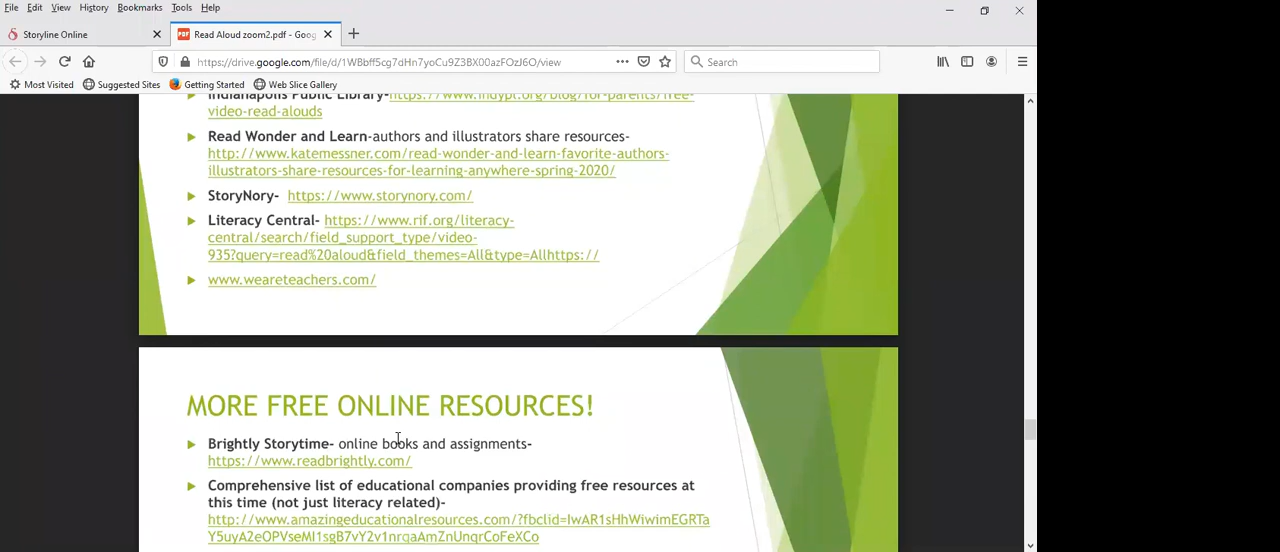 File Edit View History Bookmarks Tools Help
Storyline Online
Read Aloud zoom2.pdf - Goog
https://drive.google.com/file/d/1WBbff5cg7dHn7yoCu9Z3BX00azFOzJ6O/view
Search
Most Visited Suggested Sites Getting Started Web Slice Gallery
Indianapolis Public Library-https://www.indypl.org/blog/for-parents/free-
video-read-alouds
Read Wonder and Learn-authors and illustrators share resources-
http://www.katemessner.com/read-wonder-and-learn-favorite-authors-
illustrators-share-resources-for-learning-anywhere-spring-2020/
StoryNory- https://www.storynory.com/
Literacy Central- https://www.rif.org/literacy-
central/search/field_support_type/video-
935?query=read%20aloud&field_themes=All&type=Allhttps://
www.weareteachers.com/
MORE FREE ONLINE RESOURCES!
Brightly Storytime- online books and assignments-
https://www.readbrightly.com/
Comprehensive list of educational companies providing free resources at
this time (not just literacy related)-
http://www.amazingeducationalresources.com/?fbclid=IwAR1sHhWiwimEGRTa
Y5uyA2eOPVseMI1sgB7vY2v1nrqaAmZnUnqrCoFeXCo